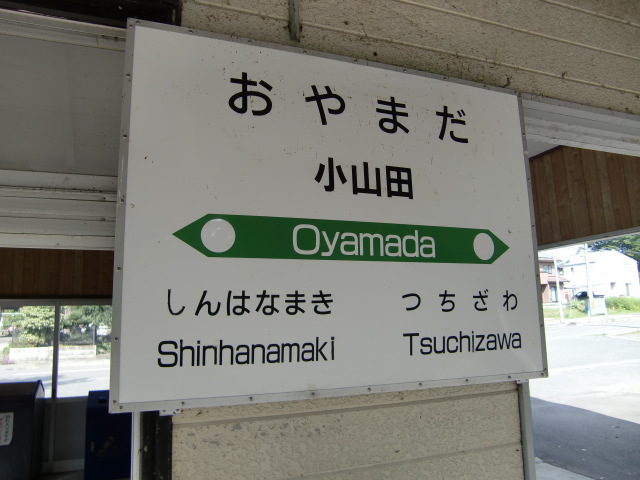 おやまだ
小山田
Oyamada
しんはなまき つちざわ
Shinhanamaki Tsuchizawa